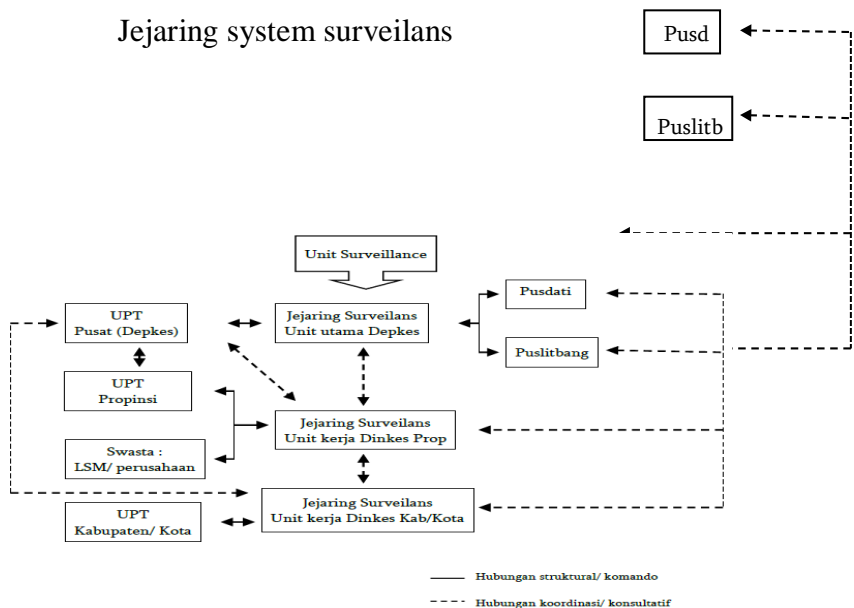 Jejaring system surveilans
Pusd
Puslitb
Unit Surveillance
UPT
Pusat (Depkes)
Jejaring Surveilans
Unit utama Depkes
Pusdati
Puslitbang
UPT
Propinsi
Jejaring Surveilans
Unit kerja Dinkes Prop
Swasta :
LSM/ perusahaan
Jejaring Surveilans
Unit kerja Dinkes Kab/Kota
UPT
Kabupaten/ Kota
Hubungan struktural/ komando
Hubungan koordinasi/ konsultatif